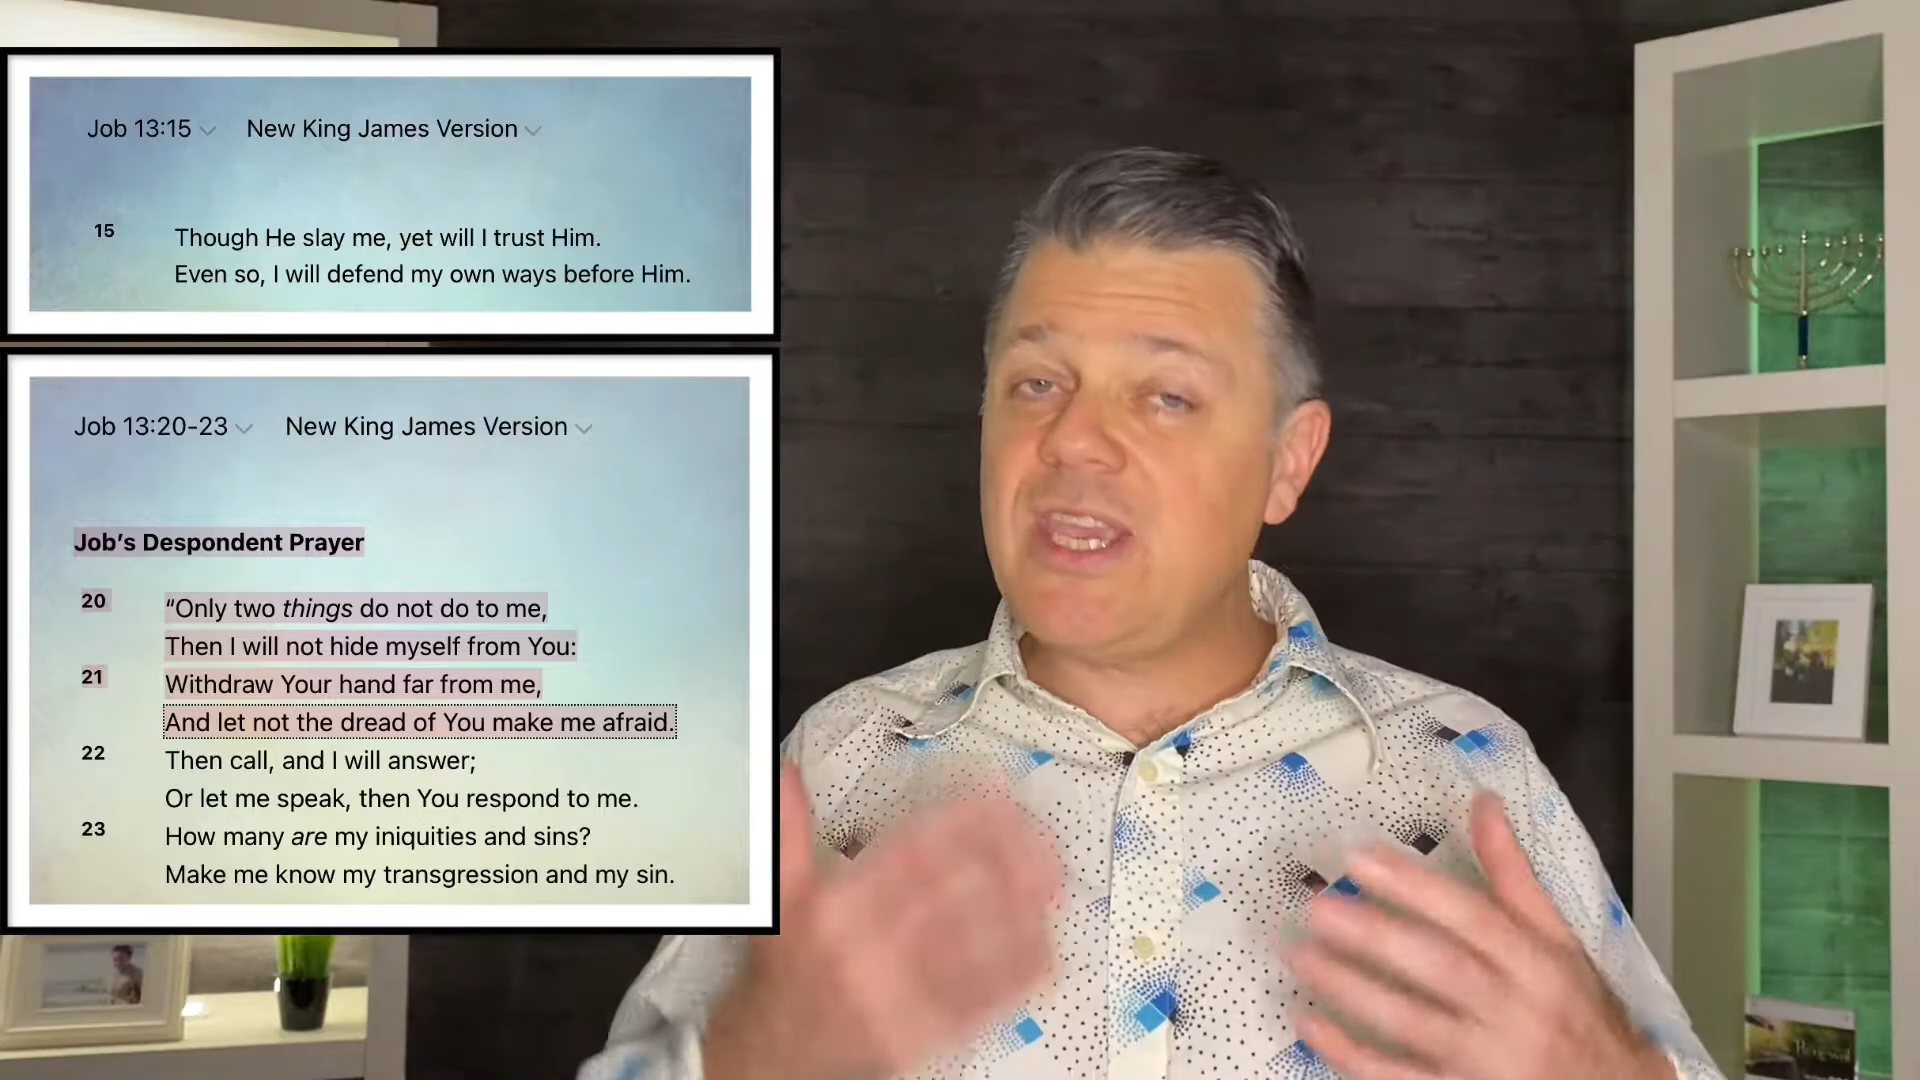 Job 13:15 New King James Version
15 Though He slay me, yet will I trust Him.
Even so, I will defend my own ways before Him.
Job 13:20-23 New King James Version
Job’s Despondent Prayer
20 “Only two things do not do to me,
Then I will not hide myself from You:
21 Withdraw Your hand far from me,
And let not the dread of You make me afraid.
22 Then call, and I will answer;
Or let me speak, then You respond to me.
23 How many are my iniquities and sins?
Make me know my transgression and my sin.